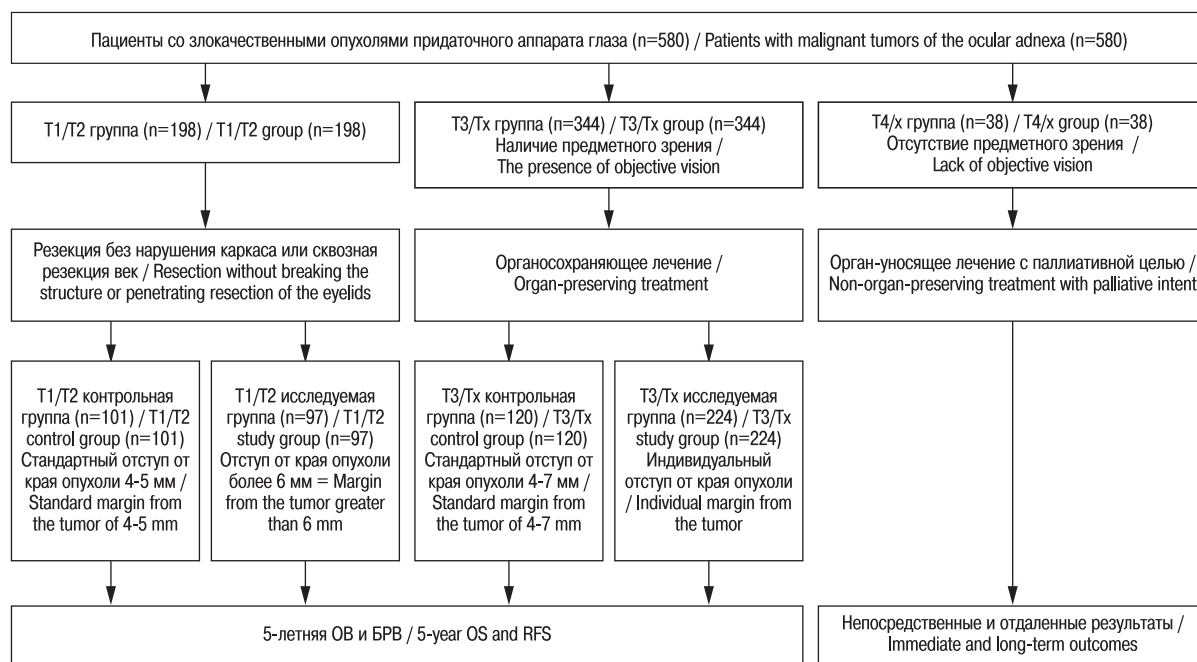 Пациенты со злокачественными опухолями придаточного аппарата глаза (n=580) / Patients with malignant tumors of the ocular adnexa (n=580)
T1/T2 группа (n=198) / T1/T2 group (n=198)
T3/Tx группа (n=344) / T3/Tx group (n=344)
Наличие предметного зрения /
The presence of objective vision
T4/x группа (n=38) / T4/x group (n=38)
Отсутствие предметного зрения /
Lack of objective vision
Резекция без нарушения каркаса или сквозная
резекция век / Resection without breaking the
structure or penetrating resection of the eyelids
Органосохраняющее лечение /
Organ-preserving treatment
Орган-уносящее лечение с паллиативной целью /
Non-organ-preserving treatment with palliative intent
T1/T2 контрольная
группа (n=101) / T1/T2
control group (n=101)
Стандартный отступ от
края опухоли 4-5 мм /
Standard margin from
the tumor of 4-5 mm
T1/T2 исследуемая
группа (n=97) / T1/T2
study group (n=97)
Отступ от края опухоли
более 6 мм = Margin
from the tumor greater
than 6 mm
T3/Tx контрольная
группа (n=120) / T3/Tx
control group (n=120)
Стандартный отступ от
края опухоли 4-7 мм /
Standard margin from
the tumor of 4-7 mm
T3/Tx исследуемая
группа (n=224) / T3/Tx
study group (n=224)
Индивидуальный
отступ от края опухоли
/ Individual margin from
the tumor
5-летняя ОВ и БРВ / 5-year OS and RFS
Непосредственные и отдаленные результаты /
Immediate and long-term outcomes